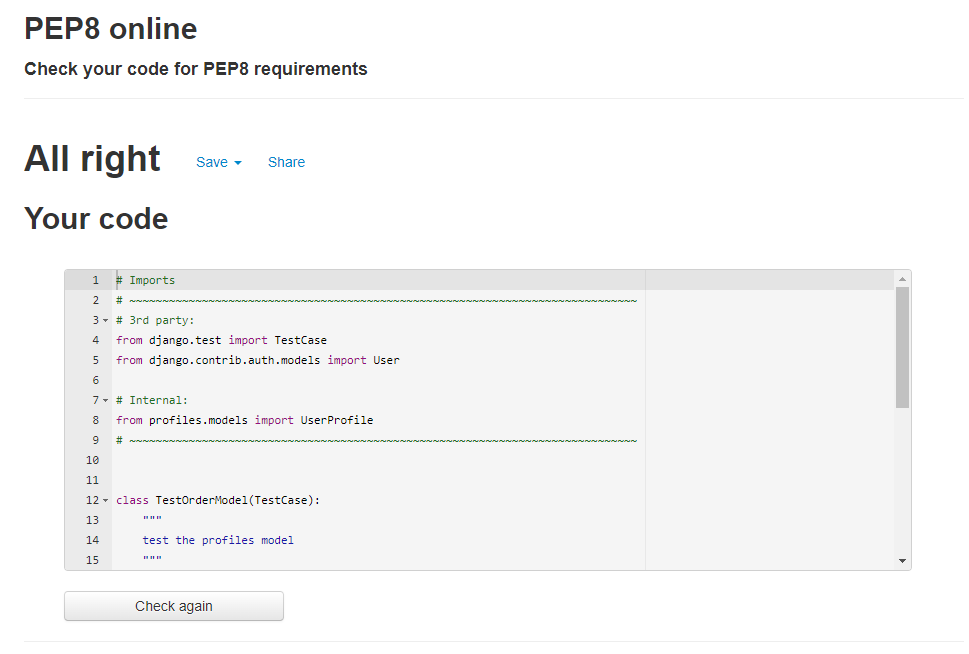 PEP8 online
Check your code for PEP8 requirements
All right Save Share
Your code
1 # Imports
2 # ~~~~~~~~~~~~~~~~~~~~~~~~~~~~~~~~~~~~~~~~~~~~~~~~~~~~~~~~~~~~~~~~~~~~~~~~~~~~~
3 # 3rd party:
4 from django.test import TestCase
5 from django.contrib.auth.models import User
6
7 # Internal:
8 from profiles.models import UserProfile
9 # ~~~~~~~~~~~~~~~~~~~~~~~~~~~~~~~~~~~~~~~~~~~~~~~~~~~~~~~~~~~~~~~~~~~~~~~~~~~~~
10
11
12 class TestOrderModel(TestCase):
13 """
14 test the profiles model
15 """
Check again